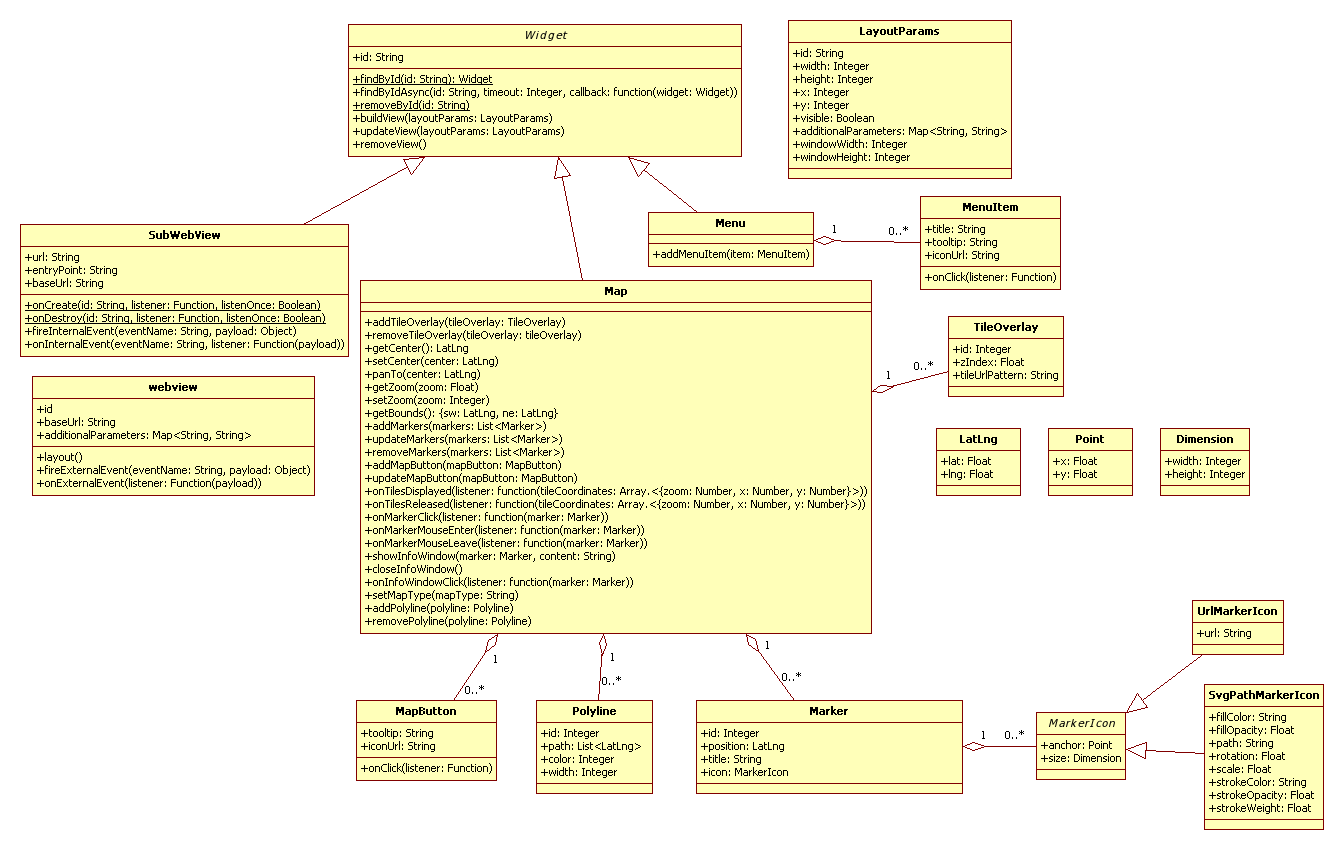 Widget
+id: String
+findById(id: String): Widget
+findByIdAsync(id: String, timeout: Integer, callback: function(widget: Widget))
+removeById(id: String)
+buildView(layoutParams: LayoutParams)
+updateView(layoutParams: LayoutParams)
+removeView()
LayoutParams
+id: String
+width: Integer
+height: Integer
+x: Integer
+y: Integer
+visible: Boolean
+additionalParameters: Map<String, String>
+windowWidth: Integer
+windowHeight: Integer
SubWebView
+url: String
+entryPoint: String
+baseUrl: String
+onCreate(id: String, listener: Function, listenOnce: Boolean)
+onDestroy(id: String, listener: Function, listenOnce: Boolean)
+fireInternalEvent(eventName: String, payload: Object)
+onInternalEvent(eventName: String, listener: Function(payload))
Menu
+addMenuItem(item: MenuItem)
1
0..*
MenuItem
+title: String
+tooltip: String
+iconUrl: String
+onClick(listener: Function)
webview
+id
+baseUrl: String
+additionalParameters: Map<String, String>
+layout()
+fireExternalEvent(eventName: String, payload: Object)
+onExternalEvent(listener: Function(payload))
Map
+addTileOverlay(tileOverlay: TileOverlay)
+removeTileOverlay(tileOverlay: tileOverlay)
+getCenter(): LatLng
+setCenter(center: LatLng)
+panTo(center: LatLng)
+getZoom(zoom: Float)
+setZoom(zoom: Integer)
+getBounds(): {sw: LatLng, ne: LatLng}
+addMarkers(markers: List<Marker>)
+updateMarkers(markers: List<Marker>)
+removeMarkers(markers: List<Marker>)
+addMapButton(mapButton: MapButton)
+updateMapButton(mapButton: MapButton)
+onTilesDisplayed(listener: function(tileCoordinates: Array.<{zoom: Number, x: Number, y: Number}>))
+onTilesReleased(listener: function(tileCoordinates: Array.<{zoom: Number, x: Number, y: Number}>))
+onMarkerClick(listener: function(marker: Marker))
+onMarkerMouseEnter(listener: function(marker: Marker))
+onMarkerMouseLeave(listener: function(marker: Marker))
+showInfoWindow(marker: Marker, content: String)
+closeInfoWindow()
+onInfoWindowClick(listener: function(marker: Marker))
+setMapType(mapType: String)
+addPolyline(polyline: Polyline)
+removePolyline(polyline: Polyline)
1
0..*
TileOverlay
+id: Integer
+zIndex: Float
+tileUrlPattern: String
LatLng
+lat: Float
+lng: Float
Point
+x: Float
+y: Float
Dimension
+width: Integer
+height: Integer
1
0..*
1
0..*
1
0..*
MapButton
+tooltip: String
+iconUrl: String
+onClick(listener: Function)
Polyline
+id: Integer
+path: List<LatLng>
+color: Integer
+width: Integer
Marker
+id: Integer
+position: LatLng
+title: String
+icon: MarkerIcon
1
0..*
MarkerIcon
+anchor: Point
+size: Dimension
UrlMarkerIcon
+url: String
SvgPathMarkerIcon
+fillColor: String
+fillOpacity: Float
+path: String
+rotation: Float
+scale: Float
+strokeColor: String
+strokeOpacity: Float
+strokeWeight: Float